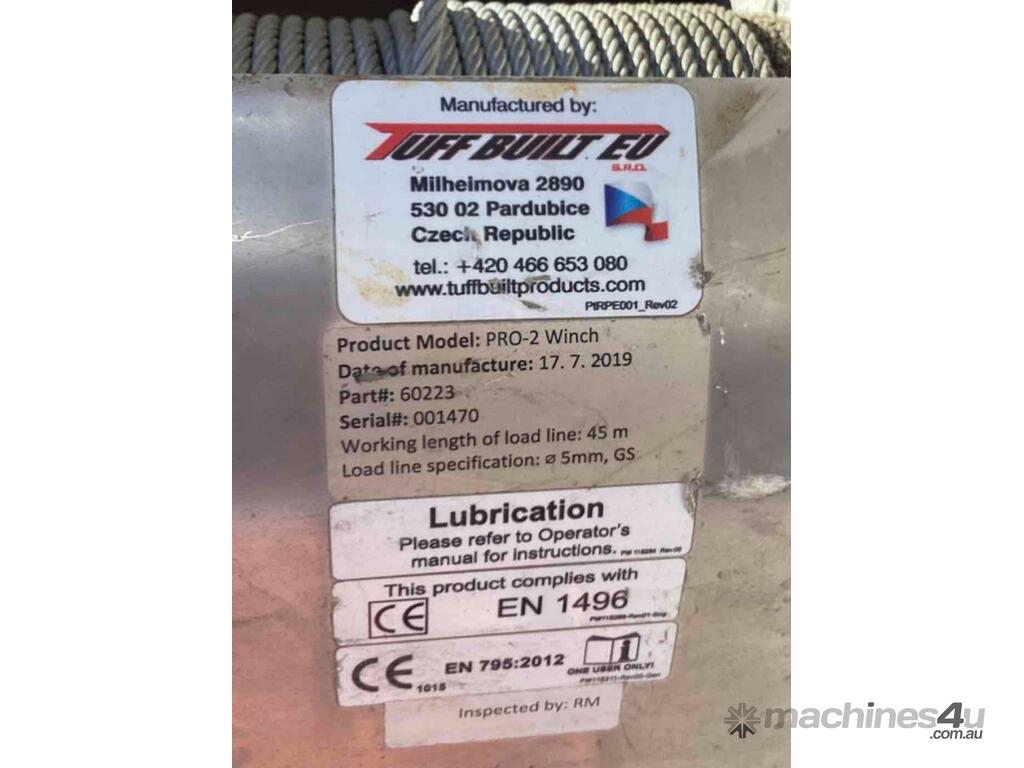 Manufactured by:
TUFF BUILT EU
S.R.O.
Milheimova 2890
530 02 Pardubice
Czech Republic
tel.: +420 466 653 080
www.tuffbuiltproducts.com
PIRPE001_Rev02
Product Model: PRO-2 Winch
Date of manufacture: 17. 7. 2019
Part#: 60223
Serial#: 001470
Working length of load line: 45 m
Load line specification: ⌀ 5mm, GS
Lubrication
Please refer to Operator's
manual for instructions.
This product complies with
CE EN 1496
CE 1015 EN 795:2012
ONE USER ONLY!
Inspected by: RM
machines4u
.com.au